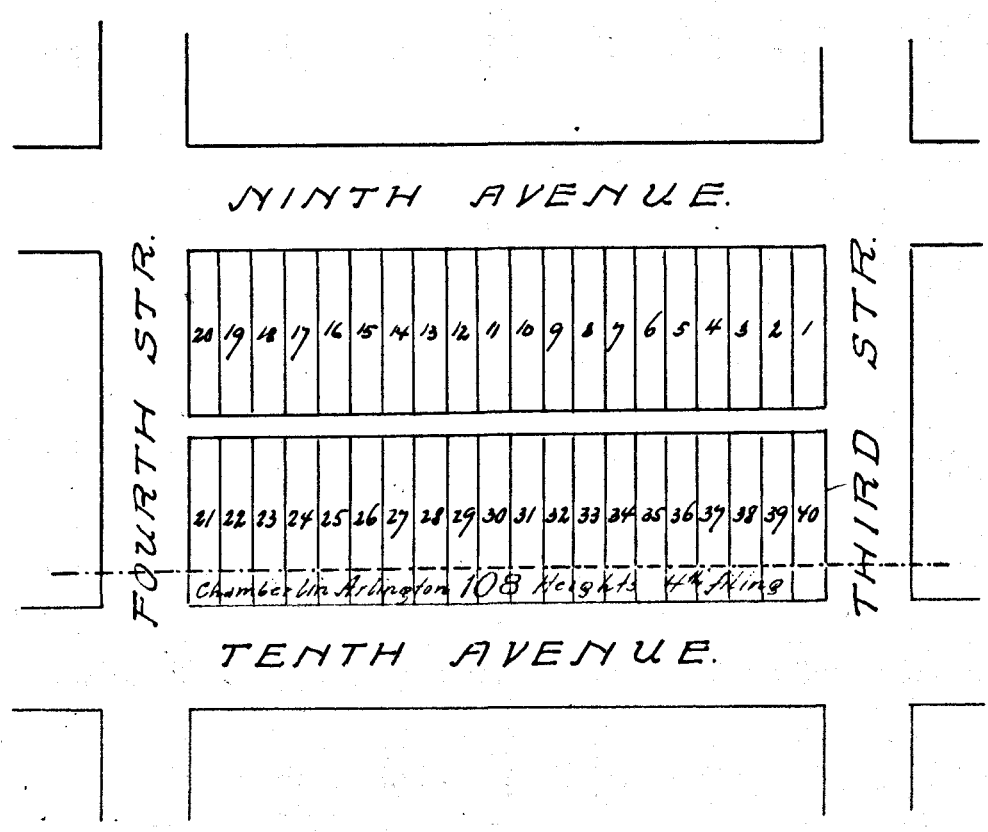 NINTH AVENUE.
FOURTH STR.
THIRD STR.
20 19 18 17 16 15 14 13 12 11 10 9 8 7 6 5 4 3 2 1
21 22 23 24 25 26 27 28 29 30 31 32 33 34 35 36 37 38 39 40
Chamberlin Arlington 108 Heights 4th filing
TENTH AVENUE.